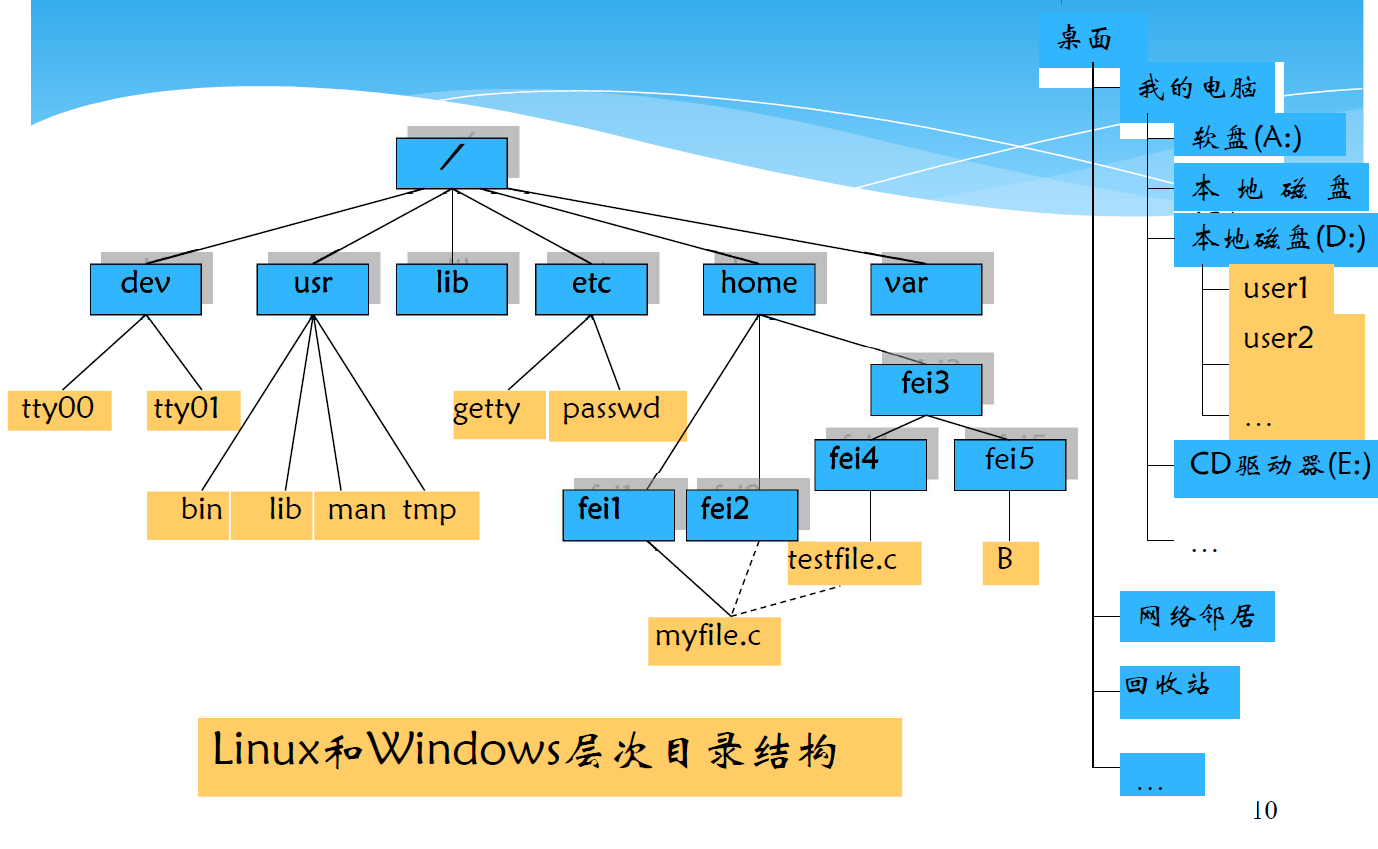 /
dev
usr
lib
etc
home
var
tty00
tty01
getty
passwd
fei3
fei4
fei5
bin
lib
man
tmp
fei1
fei2
testfile.c
B
myfile.c
Linux和Windows层次目录结构
桌面
我的电脑
软盘(A:)
本地磁盘
本地磁盘(D:)
user1
user2
…
CD驱动器(E:)
…
网络邻居
回收站
…
10